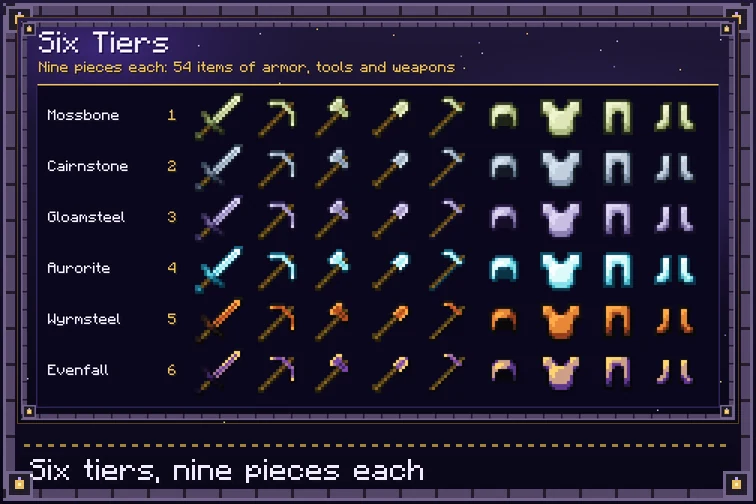 Six Tiers
Nine pieces each: 54 items of armor, tools and weapons
Mossbone 1
Cairnstone 2
Gloamsteel 3
Aurorite 4
Wyrmsteel 5
Evenfall 6
Six tiers, nine pieces each